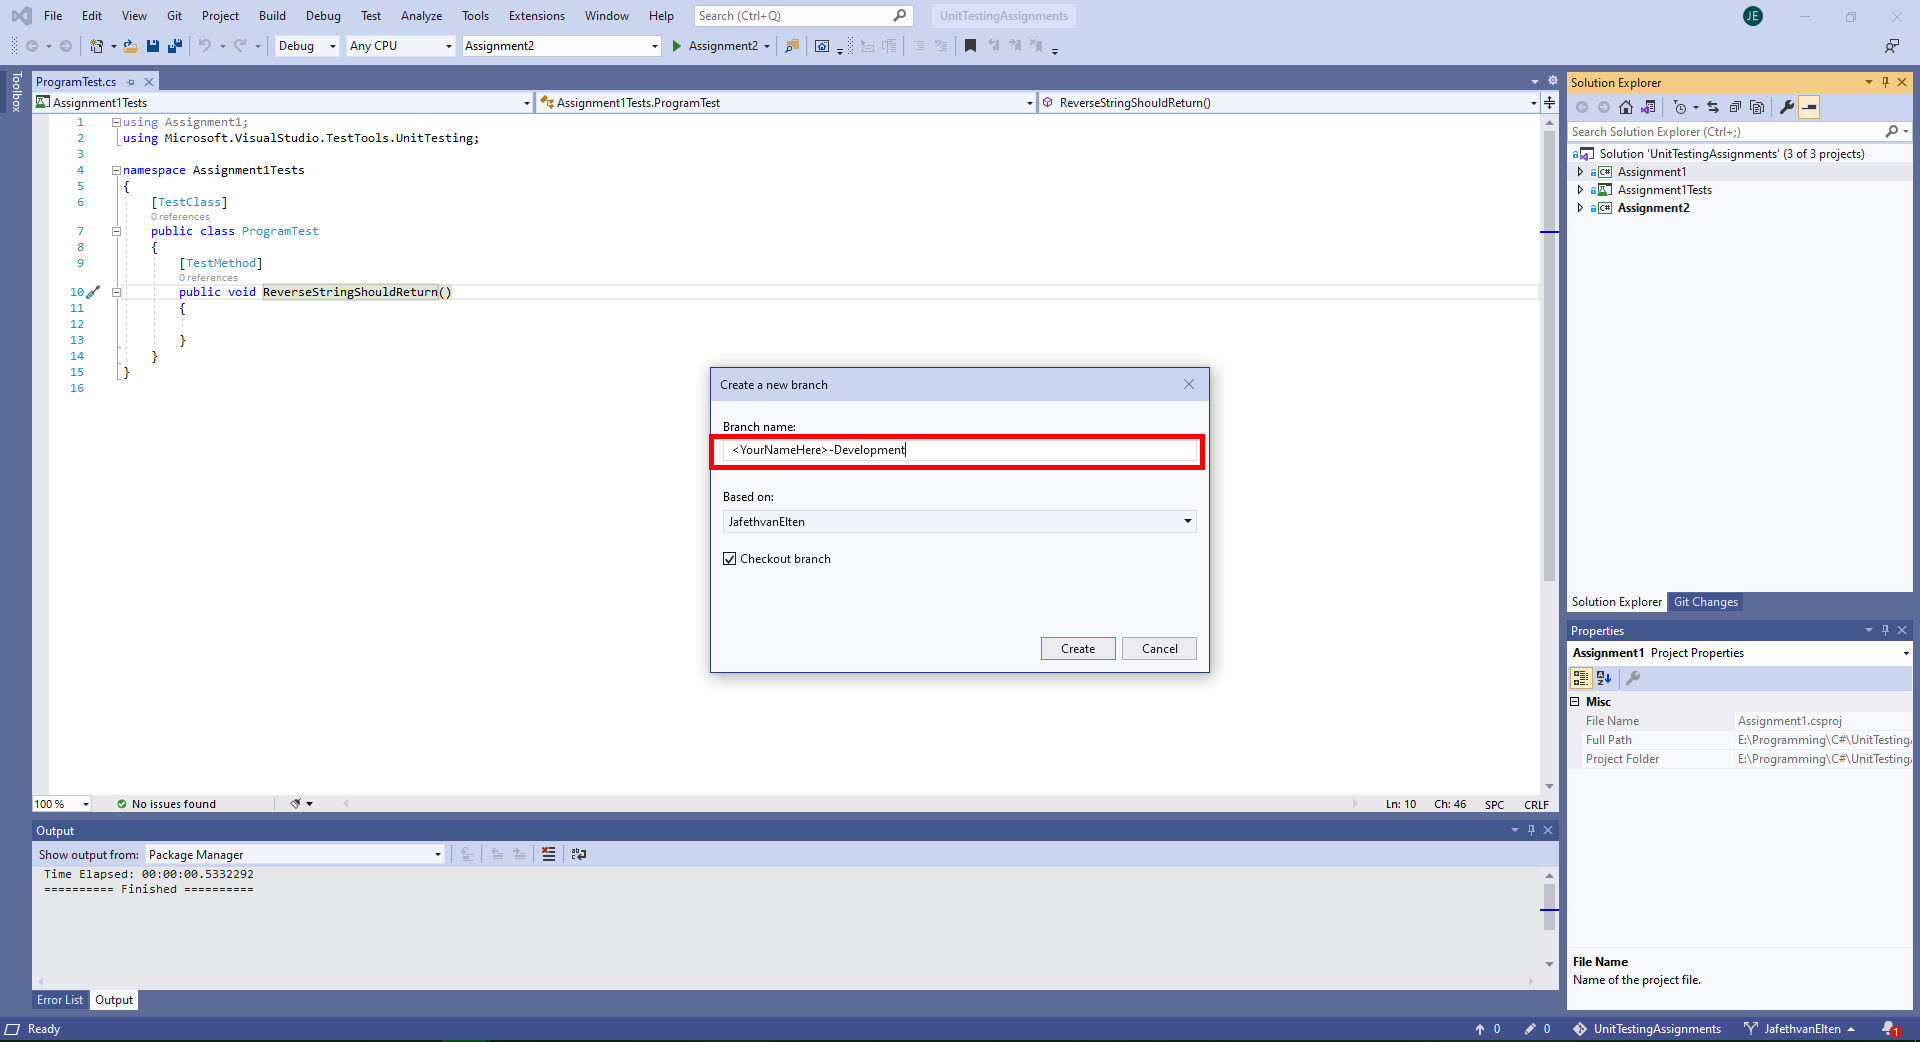 File Edit View Git Project Build Debug Test Analyze Tools Extensions Window Help Search (Ctrl+Q) UnitTestingAssignments JE
Debug Any CPU Assignment2 Assignment2
Toolbox
ProgramTest.cs
Assignment1Tests Assignment1Tests.ProgramTest ReverseStringShouldReturn()
1 using Assignment1;
2 using Microsoft.VisualStudio.TestTools.UnitTesting;
3
4 namespace Assignment1Tests
5 {
6 [TestClass]
0 references
7 public class ProgramTest
8 {
9 [TestMethod]
0 references
10 public void ReverseStringShouldReturn()
11 {
12
13 }
14 }
15 }
16
Create a new branch
Branch name:
<YourNameHere>-Development
Based on:
JafethvanElten
Checkout branch
Create Cancel
100 % No issues found Ln: 10 Ch: 46 SPC CRLF
Output
Show output from: Package Manager
Time Elapsed: 00:00:00.5332292
========== Finished ==========
Error List Output
Solution Explorer
Search Solution Explorer (Ctrl+;)
Solution 'UnitTestingAssignments' (3 of 3 projects)
C# Assignment1
Assignment1Tests
C# Assignment2
Solution Explorer Git Changes
Properties
Assignment1 Project Properties
Misc
File Name Assignment1.csproj
Full Path E:\Programming\C#\UnitTesting
Project Folder E:\Programming\C#\UnitTesting
File Name
Name of the project file.
Ready 0 0 UnitTestingAssignments JafethvanElten 1